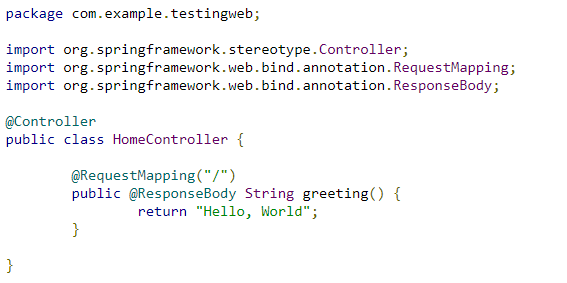 package com.example.testingweb;

import org.springframework.stereotype.Controller;
import org.springframework.web.bind.annotation.RequestMapping;
import org.springframework.web.bind.annotation.ResponseBody;

@Controller
public class HomeController {

	@RequestMapping("/")
	public @ResponseBody String greeting() {
		return "Hello, World";
	}

}